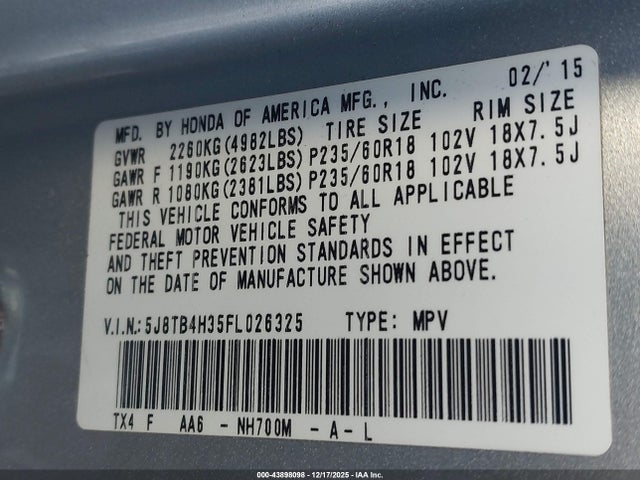 02/'15
MFD. BY HONDA OF AMERICA MFG., INC.
GVWR 2260KG(4982LBS) TIRE SIZE RIM SIZE
GAWR F 1190KG(2623LBS) P235/60R18 102V 18X7.5J
GAWR R 1080KG(2381LBS) P235/60R18 102V 18X7.5J
THIS VEHICLE CONFORMS TO ALL APPLICABLE
FEDERAL MOTOR VEHICLE SAFETY
AND THEFT PREVENTION STANDARDS IN EFFECT
ON THE DATE OF MANUFACTURE SHOWN ABOVE.
V.I.N.: 5J8TB4H35FL026325 TYPE: MPV
TX4 F AA6 - NH700M - A - L
000-43898098 - 12/17/2025 - IAA Inc.